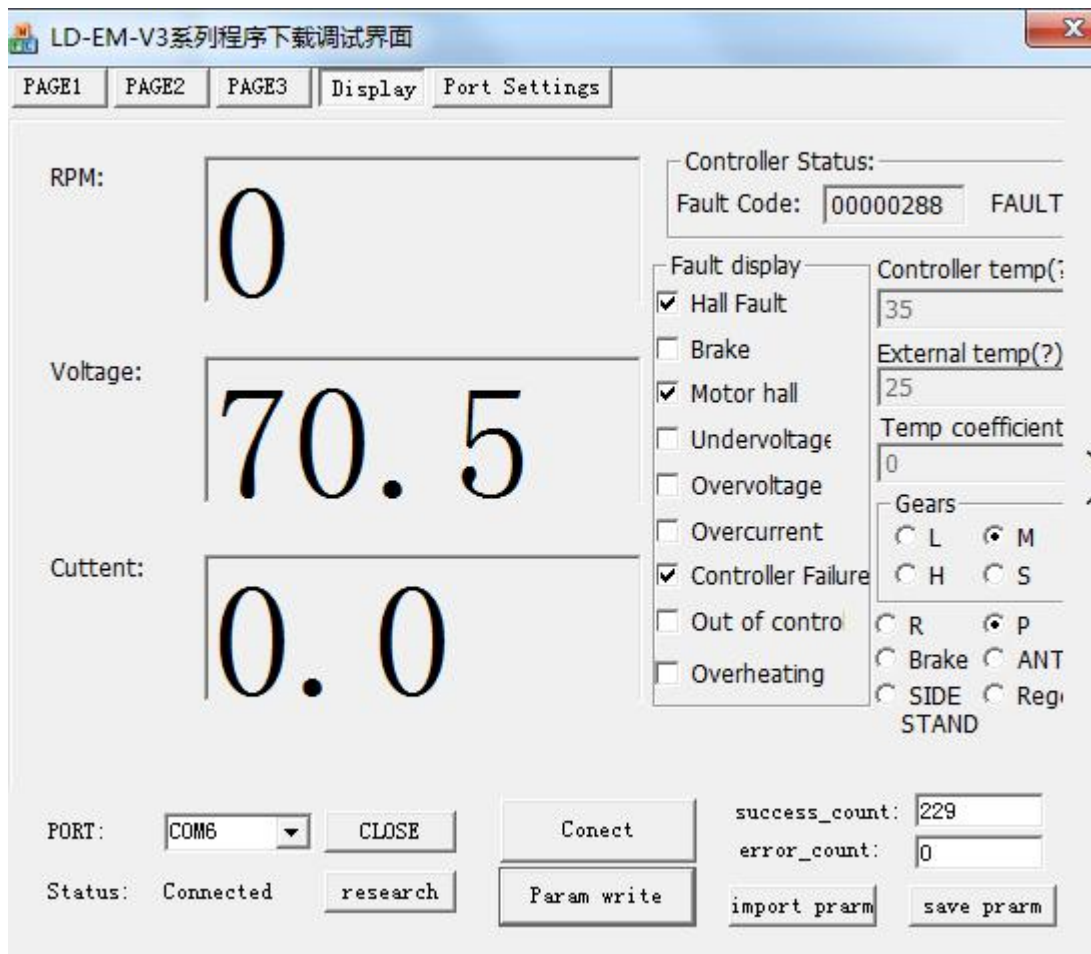 LD-EM-V3系列程序下载调试界面
PAGE1 PAGE2 PAGE3 Display Port Settings
RPM:
0
Voltage:
70.5
Cuttent:
0.0
Controller Status:
Fault Code: 00000288 FAULT
Fault display
Hall Fault
Brake
Motor hall
Undervoltage
Overvoltage
Overcurrent
Controller Failure
Out of contro
Overheating
Controller temp(?
35
External temp(?)
25
Temp coefficient
0
Gears
L M
H S
R P
Brake ANT
SIDE Reg
STAND
PORT: COM6 CLOSE
Status: Connected research
Conect
Param write
success_count: 229
error_count: 0
import prarm save prarm